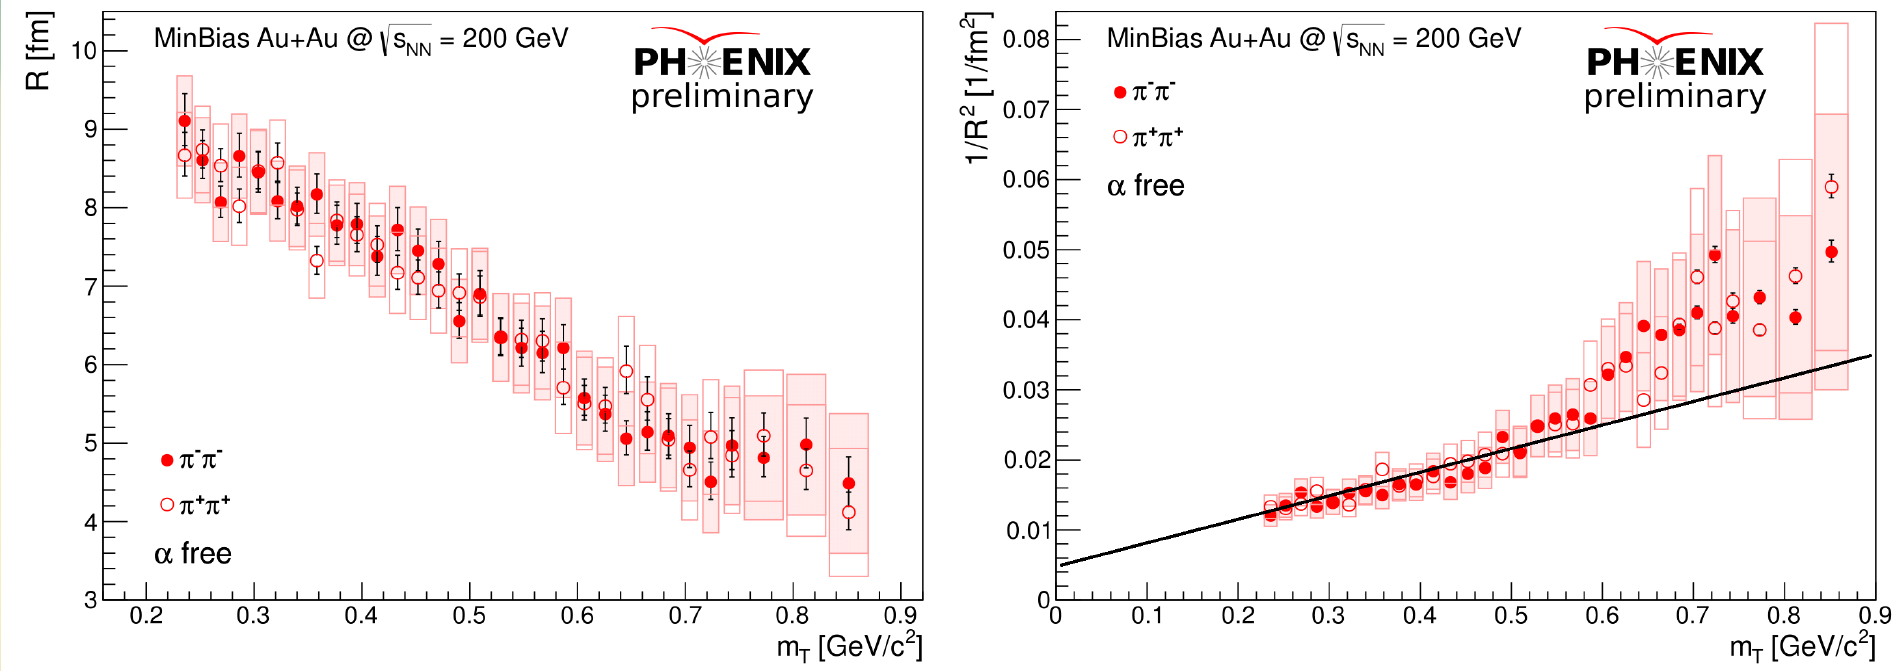 R [fm]
MinBias Au+Au @ √sNN = 200 GeV
PHENIX
preliminary
10
9
8
7
6
5
4
3
π-π-
π+π+
α free
0.2 0.3 0.4 0.5 0.6 0.7 0.8 0.9
mT [GeV/c2]
1/R2 [1/fm2]
MinBias Au+Au @ √sNN = 200 GeV
PHENIX
preliminary
π-π-
π+π+
α free
0.08
0.07
0.06
0.05
0.04
0.03
0.02
0.01
0
0 0.1 0.2 0.3 0.4 0.5 0.6 0.7 0.8 0.9
mT [GeV/c2]